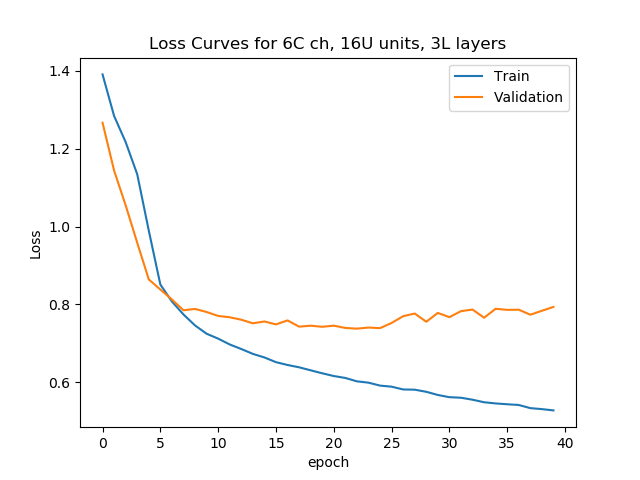 Loss Curves for 6C ch, 16U units, 3L layers
Train
Validation
Loss
1.4
1.2
1.0
0.8
0.6
0 5 10 15 20 25 30 35 40
epoch